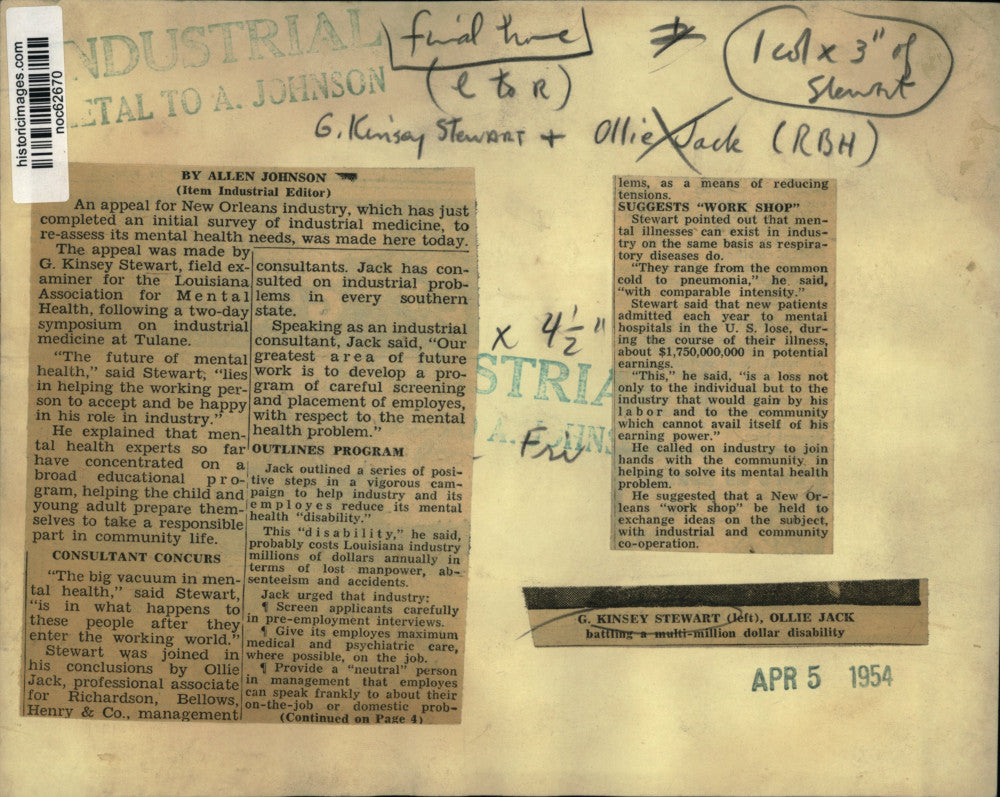 historicimages.com
noc62670
INDUSTRIAL
METAL TO A. JOHNSON
final time
(l to R)
1 col x 3" of
Stewart
G. Kinsey Stewart + Ollie Jack (RBH)
BY ALLEN JOHNSON
(Item Industrial Editor)
An appeal for New Orleans industry, which has just
completed an initial survey of industrial medicine, to
re-assess its mental health needs, was made here today.
The appeal was made by
G. Kinsey Stewart, field ex-
aminer for the Louisiana
Association for Mental
Health, following a two-day
symposium on industrial
medicine at Tulane.
"The future of mental
health," said Stewart, "lies
in helping the working per-
son to accept and be happy
in his role in industry."
He explained that men-
tal health experts so far
have concentrated on a
broad educational pro-
gram, helping the child and
young adult prepare them-
selves to take a responsible
part in community life.
CONSULTANT CONCURS
"The big vacuum in men-
tal health," said Stewart,
"is in what happens to
these people after they
enter the working world."
Stewart was joined in
his conclusions by Ollie
Jack, professional associate
for Richardson, Bellows,
Henry & Co., management
consultants. Jack has con-
sulted on industrial prob-
lems in every southern
state.
Speaking as an industrial
consultant, Jack said, "Our
greatest area of future
work is to develop a pro-
gram of careful screening
and placement of employes,
with respect to the mental
health problem."
OUTLINES PROGRAM
Jack outlined a series of posi-
tive steps in a vigorous cam-
paign to help industry and its
employes reduce its mental
health "disability."
This "disability," he said,
probably costs Louisiana industry
millions of dollars annually in
terms of lost manpower, ab-
senteeism and accidents.
Jack urged that industry:
¶ Screen applicants carefully
in pre-employment interviews.
¶ Give its employes maximum
medical and psychiatric care,
where possible, on the job.
¶ Provide a "neutral" person
in management that employes
can speak frankly to about their
on-the-job or domestic prob-
(Continued on Page 4)
x 4½"
STRIA
A. JOHNS
Fri
lems, as a means of reducing
tensions.
SUGGESTS "WORK SHOP"
Stewart pointed out that men-
tal illnesses can exist in indus-
try on the same basis as respira-
tory diseases do.
"They range from the common
cold to pneumonia," he said,
"with comparable intensity."
Stewart said that new patients
admitted each year to mental
hospitals in the U. S. lose, dur-
ing the course of their illness,
about $1,750,000,000 in potential
earnings.
"This," he said, "is a loss not
only to the individual but to the
industry that would gain by his
labor and to the community
which cannot avail itself of his
earning power."
He called on industry to join
hands with the community in
helping to solve its mental health
problem.
He suggested that a New Or-
leans "work shop" be held to
exchange ideas on the subject,
with industrial and community
co-operation.
G. KINSEY STEWART (left), OLLIE JACK
battling a multi-million dollar disability
APR 5 1954